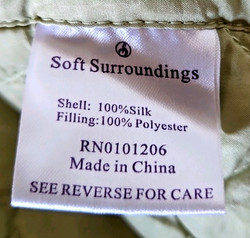 Soft Surroundings
Shell: 100%Silk
Filling:100% Polyester
RN0101206
Made in China
SEE REVERSE FOR CARE